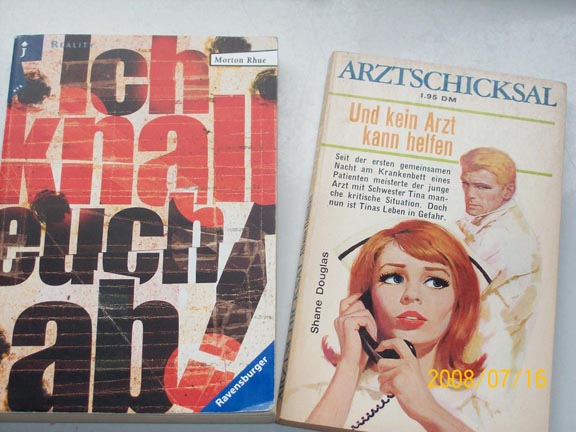 j
REALITY
Morton Rhue
Ich
knall
euch
ab!
Ravensburger
ARZTSCHICKSAL
1.95 DM
Und kein Arzt
kann helfen
Seit der ersten gemeinsamen
Nacht am Krankenbett eines
Patienten meisterte der junge
Arzt mit Schwester Tina man-
che kritische Situation. Doch
nun ist Tinas Leben in Gefahr.
Shane Douglas
2008/07/16